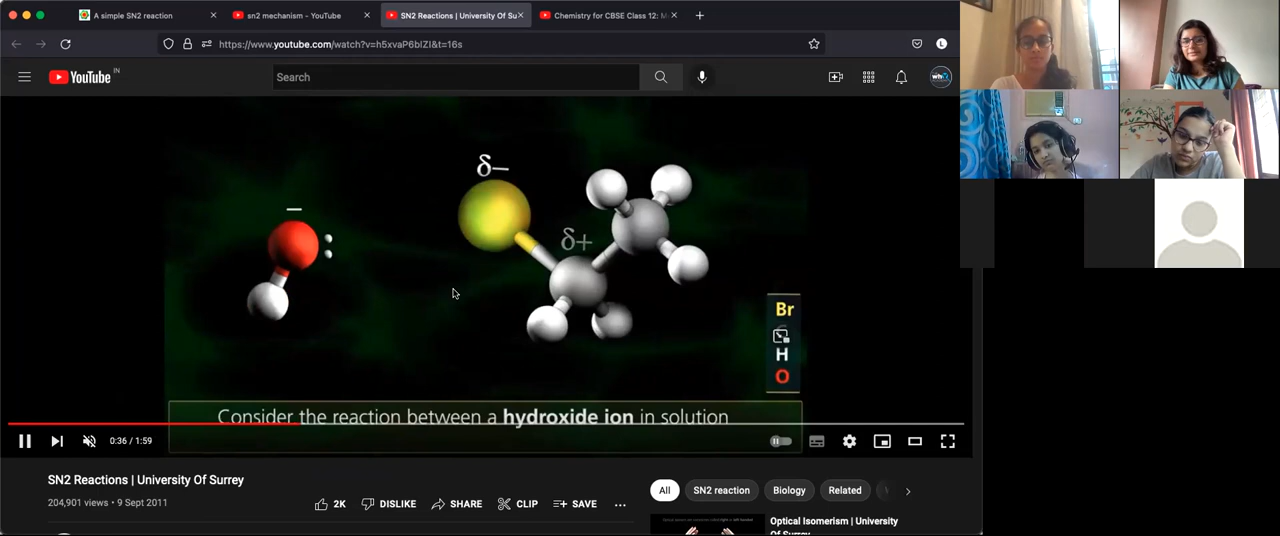 A simple SN2 reaction
sn2 mechanism - YouTube
SN2 Reactions | University Of Su
Chemistry for CBSE Class 12: M
https://www.youtube.com/watch?v=h5xvaP6bIZI&t=16s
L
YouTube IN
Search
δ–
–
δ+
Br
H
O
Consider the reaction between a hydroxide ion in solution
0:36 / 1:59
SN2 Reactions | University Of Surrey
204,901 views • 9 Sept 2011
2K
DISLIKE
SHARE
CLIP
SAVE
All
SN2 reaction
Biology
Related
Optical Isomerism | University
Of Surrey